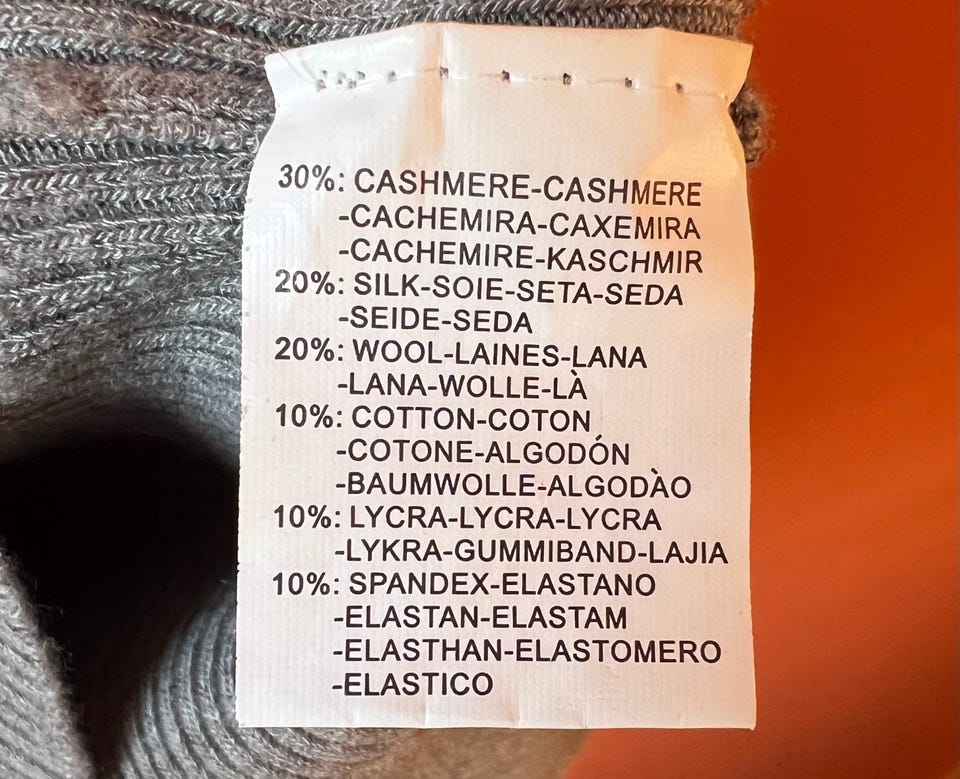 30%: CASHMERE-CASHMERE
-CACHEMIRA-CAXEMIRA
-CACHEMIRE-KASCHMIR
20%: SILK-SOIE-SETA-SEDA
-SEIDE-SEDA
20%: WOOL-LAINES-LANA
-LANA-WOLLE-LÀ
10%: COTTON-COTON
-COTONE-ALGODÓN
-BAUMWOLLE-ALGODÀO
10%: LYCRA-LYCRA-LYCRA
-LYKRA-GUMMIBAND-LAJIA
10%: SPANDEX-ELASTANO
-ELASTAN-ELASTAM
-ELASTHAN-ELASTOMERO
-ELASTICO